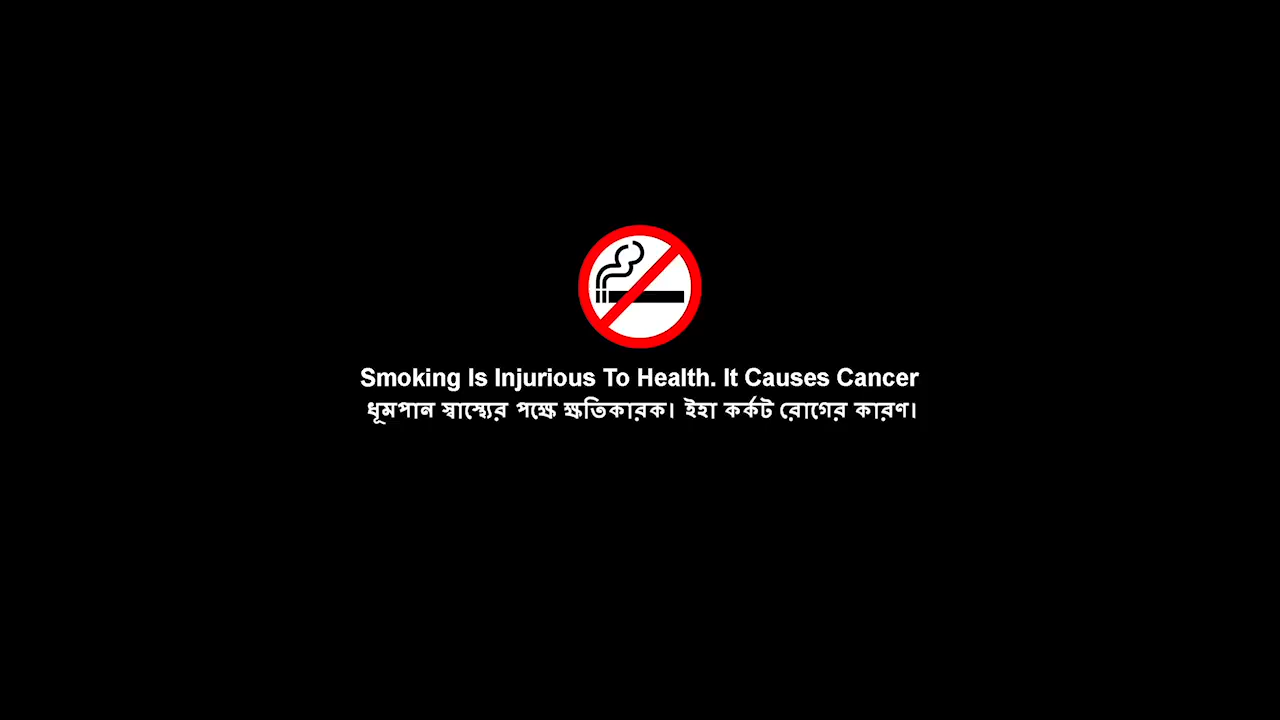 Smoking Is Injurious To Health. It Causes Cancer
ধূমপান স্বাস্থ্যের পক্ষে ক্ষতিকারক। ইহা কর্কট রোগের কারণ।